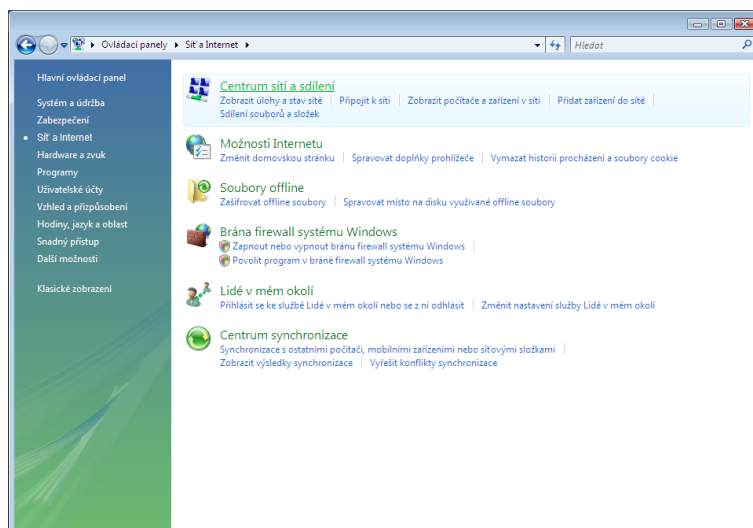 Ovládací panely
Síť a Internet
Hledat
Hlavní ovládací panel
Systém a údržba
Zabezpečení
Síť a Internet
Hardware a zvuk
Programy
Uživatelské účty
Vzhled a přizpůsobení
Hodiny, jazyk a oblast
Snadný přístup
Další možnosti
Klasické zobrazení
Centrum sítí a sdílení
Zobrazit úlohy a stav sítě Připojit k síti Zobrazit počítače a zařízení v síti Přidat zařízení do sítě
Sdílení souborů a složek
Možnosti Internetu
Změnit domovskou stránku Spravovat doplňky prohlížeče Vymazat historii procházení a soubory cookie
Soubory offline
Zašifrovat offline soubory Spravovat místo na disku využívané offline soubory
Brána firewall systému Windows
Zapnout nebo vypnout bránu firewall systému Windows
Povolit program v bráně firewall systému Windows
Lidé v mém okolí
Přihlásit se ke službě Lidé v mém okolí nebo se z ní odhlásit Změnit nastavení služby Lidé v mém okolí
Centrum synchronizace
Synchronizace s ostatními počítači, mobilními zařízeními nebo síťovými složkami
Zobrazit výsledky synchronizace Vyřešit konflikty synchronizace